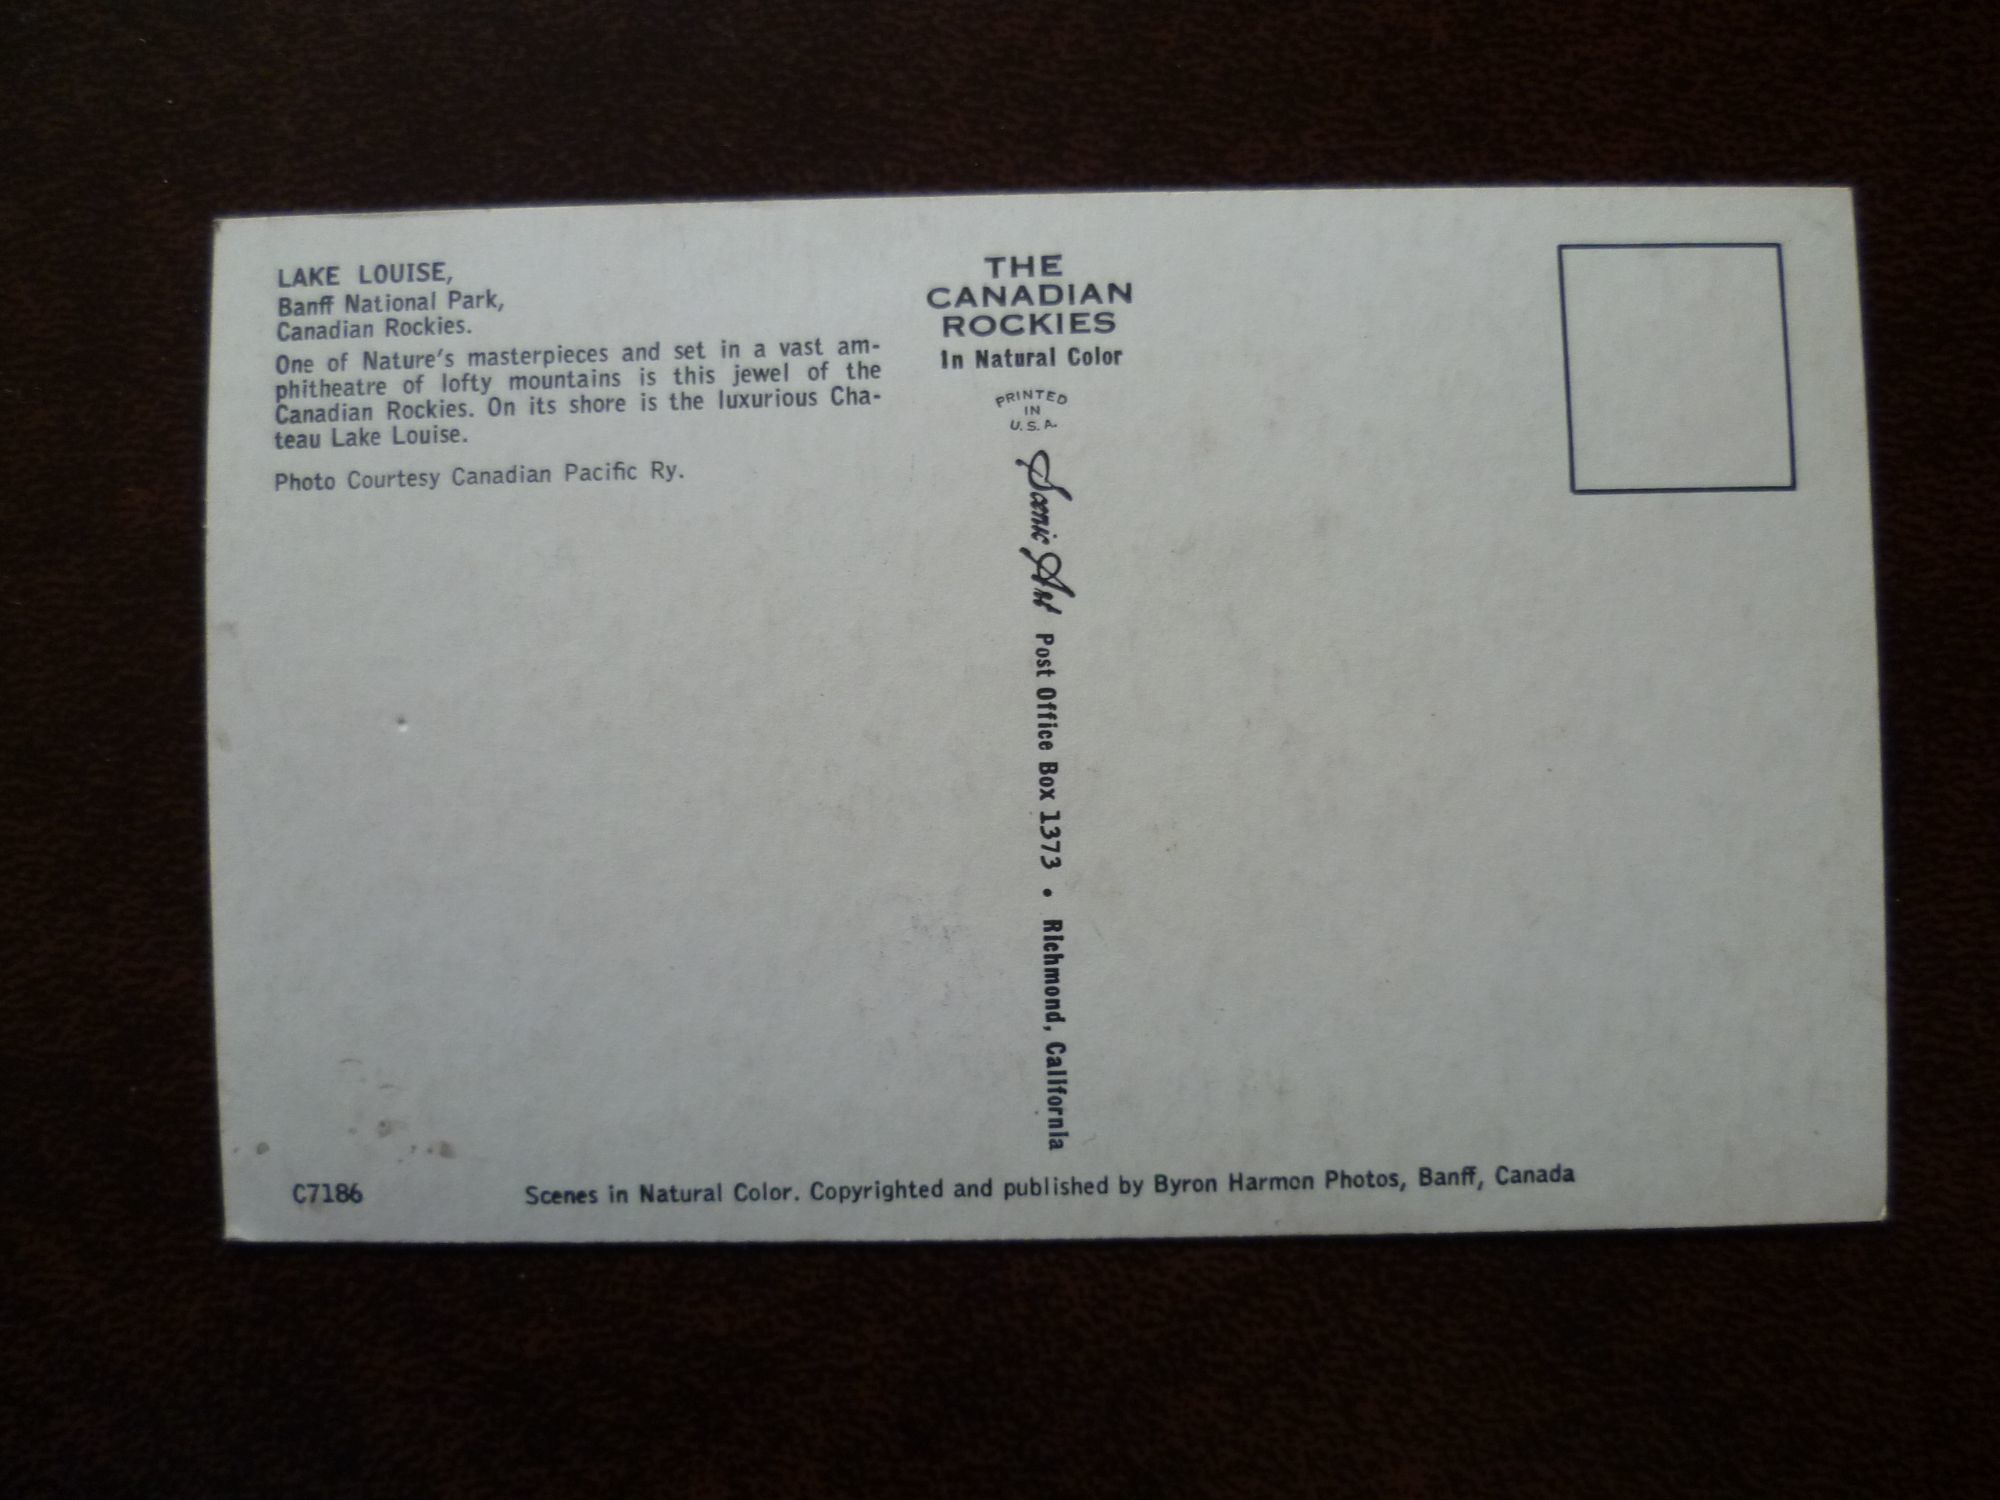 LAKE LOUISE,
Banff National Park,
Canadian Rockies.
One of Nature's masterpieces and set in a vast am-
phitheatre of lofty mountains is this jewel of the
Canadian Rockies. On its shore is the luxurious Cha-
teau Lake Louise.
Photo Courtesy Canadian Pacific Ry.
THE
CANADIAN
ROCKIES
In Natural Color
PRINTED
IN
U. S. A.
Scenic Art Post Office Box 1373 • Richmond, California
C7186
Scenes in Natural Color. Copyrighted and published by Byron Harmon Photos, Banff, Canada